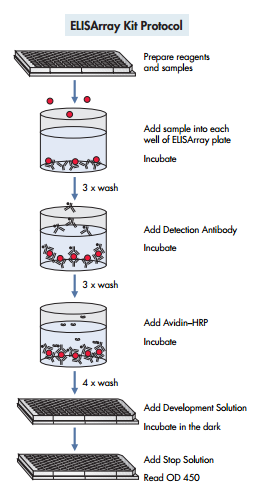 ELISArray Kit Protocol
Prepare reagents
and samples
Add sample into each
well of ELISArray plate
Incubate
3 x wash
Add Detection Antibody
Incubate
3 x wash
Add Avidin–HRP
Incubate
4 x wash
Add Development Solution
Incubate in the dark
Add Stop Solution
Read OD 450